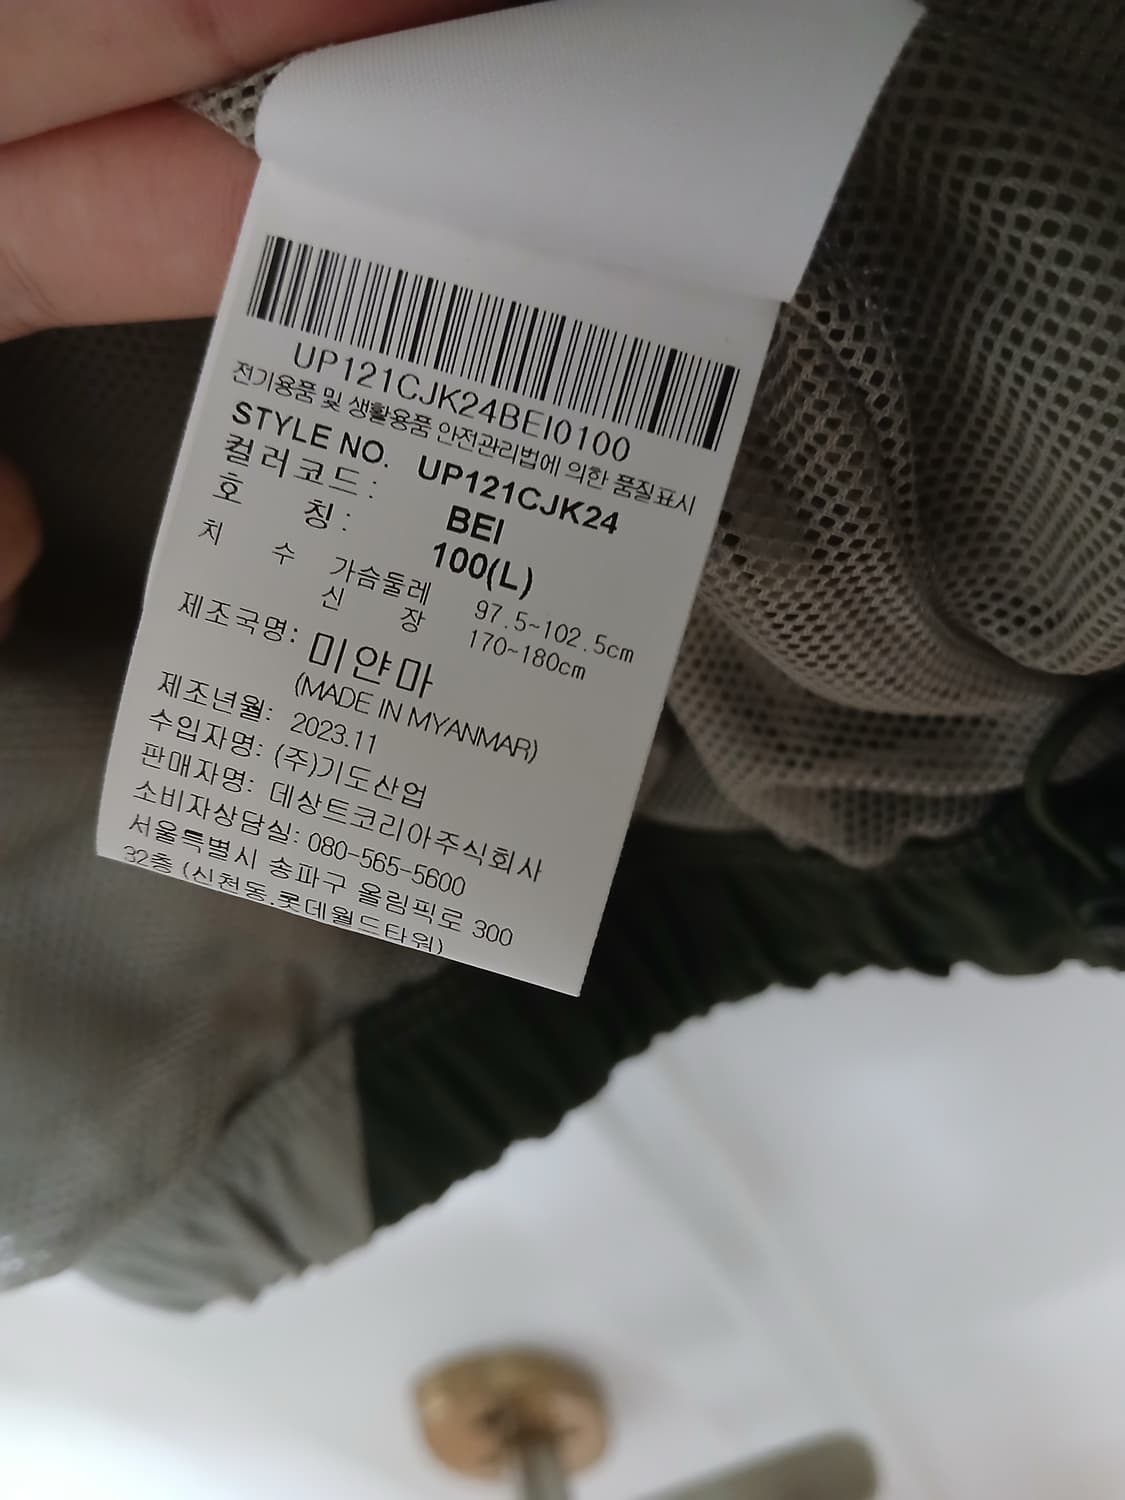 UP121CJK24BEI0100
전기용품 및 생활용품 안전관리법에 의한 품질표시
STYLE NO. UP121CJK24
컬러코드: BEI
호 칭: 100(L)
치 수 가슴둘레 97.5~102.5cm
신 장 170~180cm
제조국명: 미얀마
(MADE IN MYANMAR)
제조년월: 2023.11
수입자명: (주)기도산업
판매자명: 데상트코리아주식회사
소비자상담실: 080-565-5600
서울특별시 송파구 올림픽로 300
32층 (신천동,롯데월드타워)